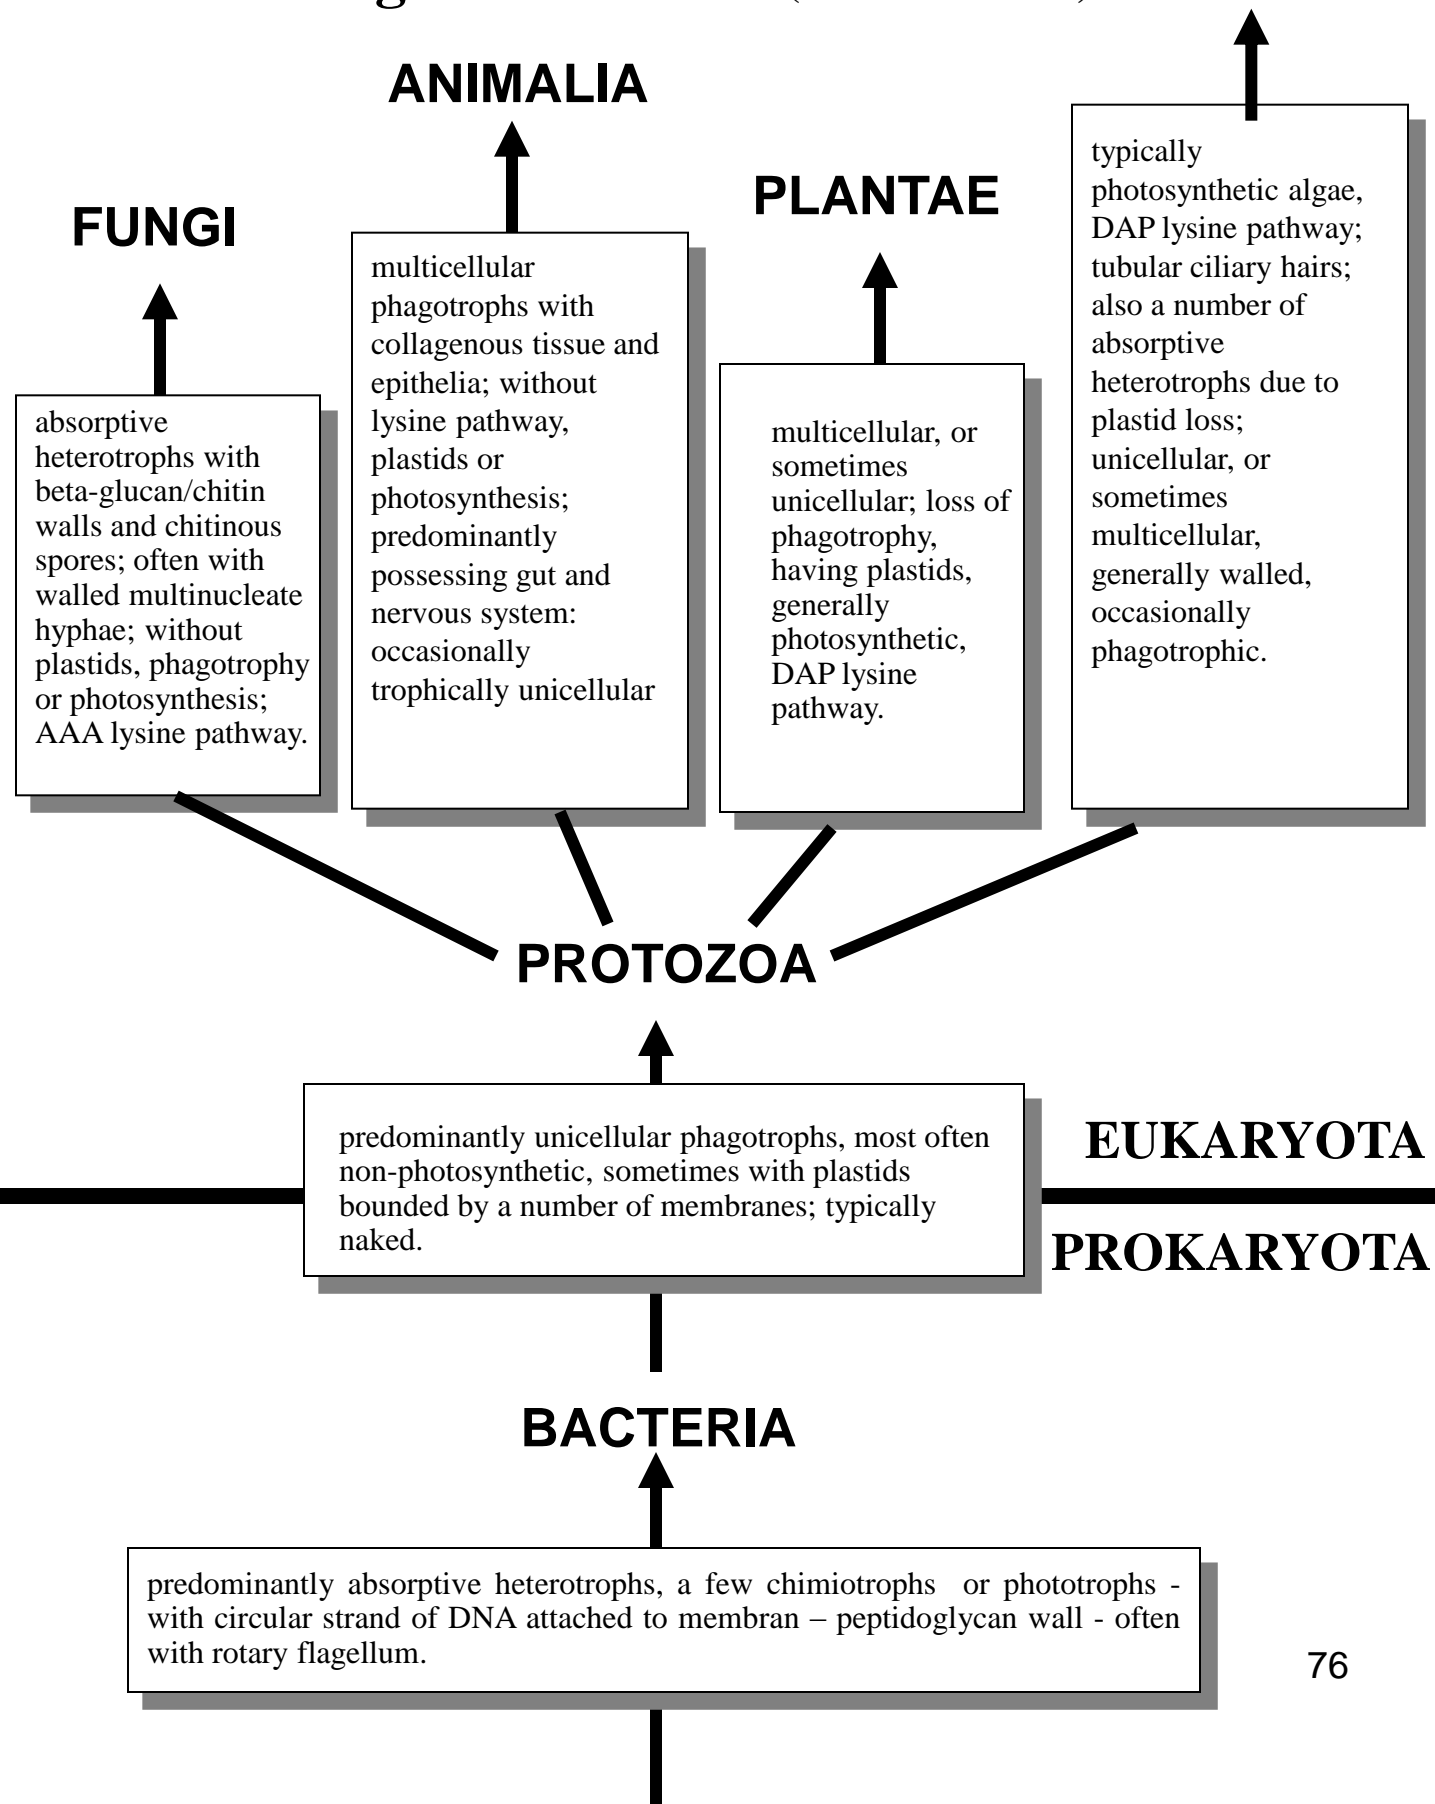 ANIMALIA
FUNGI
PLANTAE
absorptive
heterotrophs with
beta-glucan/chitin
walls and chitinous
spores; often with
walled multinucleate
hyphae; without
plastids, phagotrophy
or photosynthesis;
AAA lysine pathway.
multicellular
phagotrophs with
collagenous tissue and
epithelia; without
lysine pathway,
plastids or
photosynthesis;
predominantly
possessing gut and
nervous system:
occasionally
trophically unicellular
multicellular, or
sometimes
unicellular; loss of
phagotrophy,
having plastids,
generally
photosynthetic,
DAP lysine
pathway.
typically
photosynthetic algae,
DAP lysine pathway;
tubular ciliary hairs;
also a number of
absorptive
heterotrophs due to
plastid loss;
unicellular, or
sometimes
multicellular,
generally walled,
occasionally
phagotrophic.
PROTOZOA
predominantly unicellular phagotrophs, most often
non-photosynthetic, sometimes with plastids
bounded by a number of membranes; typically
naked.
EUKARYOTA
PROKARYOTA
BACTERIA
predominantly absorptive heterotrophs, a few chimiotrophs or phototrophs -
with circular strand of DNA attached to membran – peptidoglycan wall - often
with rotary flagellum.
76